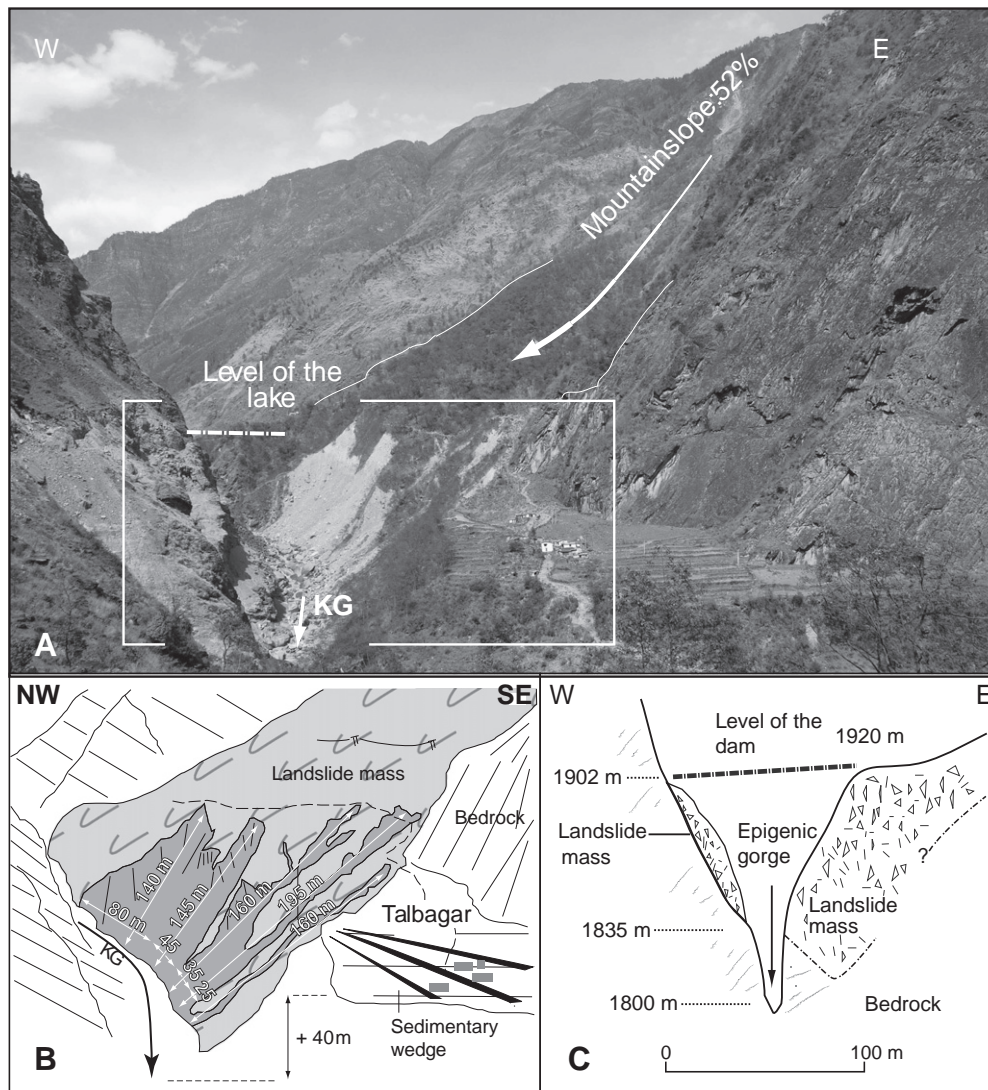 W
E
Mountainslope:52%
Level of the
lake
KG
A
NW
SE
Landslide mass
Bedrock
140 m
145 m
160 m
195 m
160 m
80 m
45
35
25
KG
Talbagar
Sedimentary
wedge
+ 40m
B
W
E
Level of the
dam
1920 m
1902 m
Landslide
mass
Epigenic
gorge
?
Landslide
mass
1835 m
1800 m
Bedrock
C
0
100 m